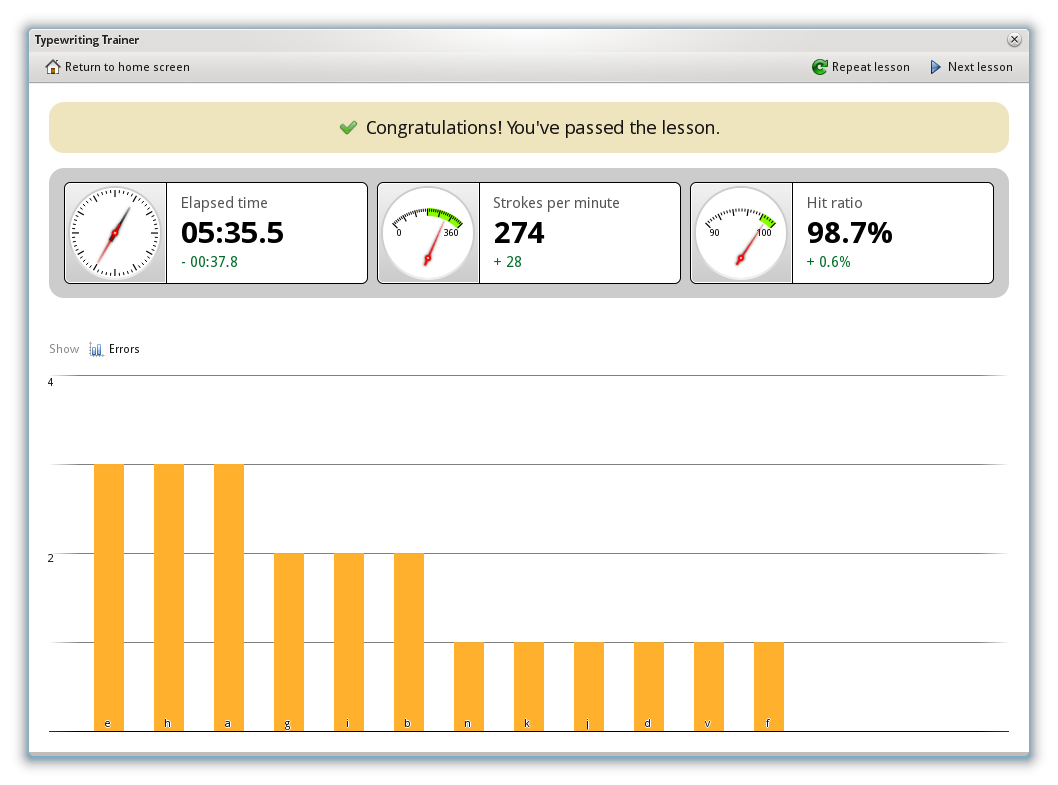 Typewriting Trainer
Return to home screen Repeat lesson Next lesson
Congratulations! You've passed the lesson.
Elapsed time
05:35.5
- 00:37.8
0 360
Strokes per minute
274
+ 28
90 100
Hit ratio
98.7%
+ 0.6%
Show Errors
4
2
e h a g i b n k j d v f